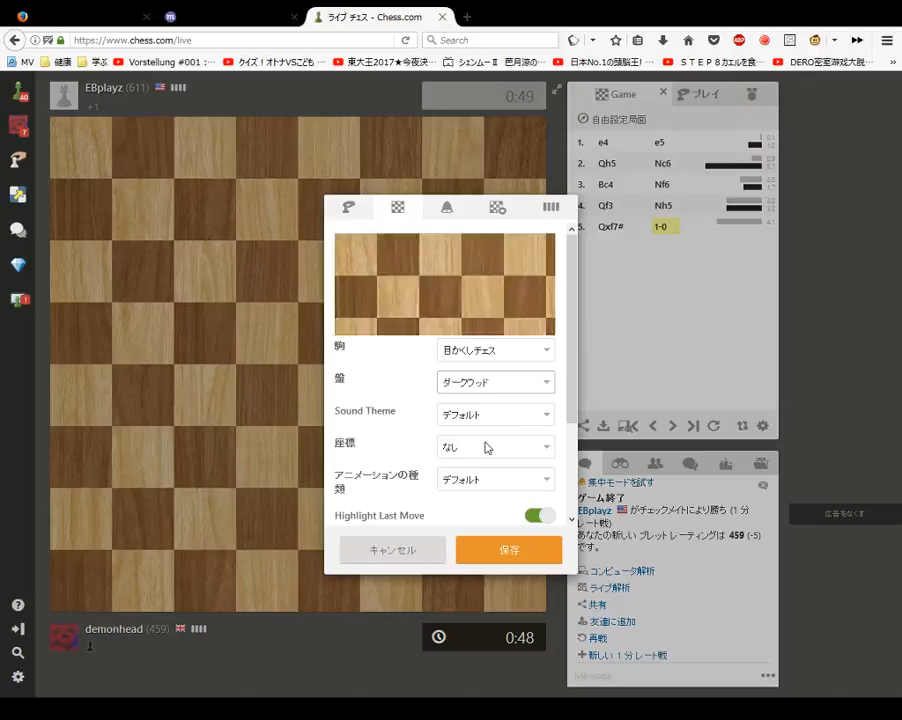 ライブ チェス - Chess.com
https://www.chess.com/live
Search
MV 健康 学ぶ Vorstellung #001 : クイズ！オトナVSこども 東大王2017★今夜決 シェムーⅡ 芭月涼の 日本No.1の頭脳王! ＳＴＥＰ８カエルを食 DERO密室游戏大脱
EBplayz (611)
+1
0:49
Game
プレイ
自由設定局面
1. e4 e5
2. Qh5 Nc6
3. Bc4 Nf6
4. Qf3 Nh5
5. Qxf7# 1-0
40
7
駒 目かくしチェス
盤 ダークウッド
Sound Theme デフォルト
座標 なし
アニメーションの種
類
デフォルト
Highlight Last Move
キャンセル 保存
集中モードを試す
ゲーム終了
EBplayz がチェックメイトにより勝ち (1 分
レート戦)
あなたの新しい ブレット レーティングは 459 (-5)
です。
コンピュータ解析
ライブ解析
共有
友達に追加
再戦
新しい 1 分 レート戦
Message
広告をなくす
demonhead (459)
0:48